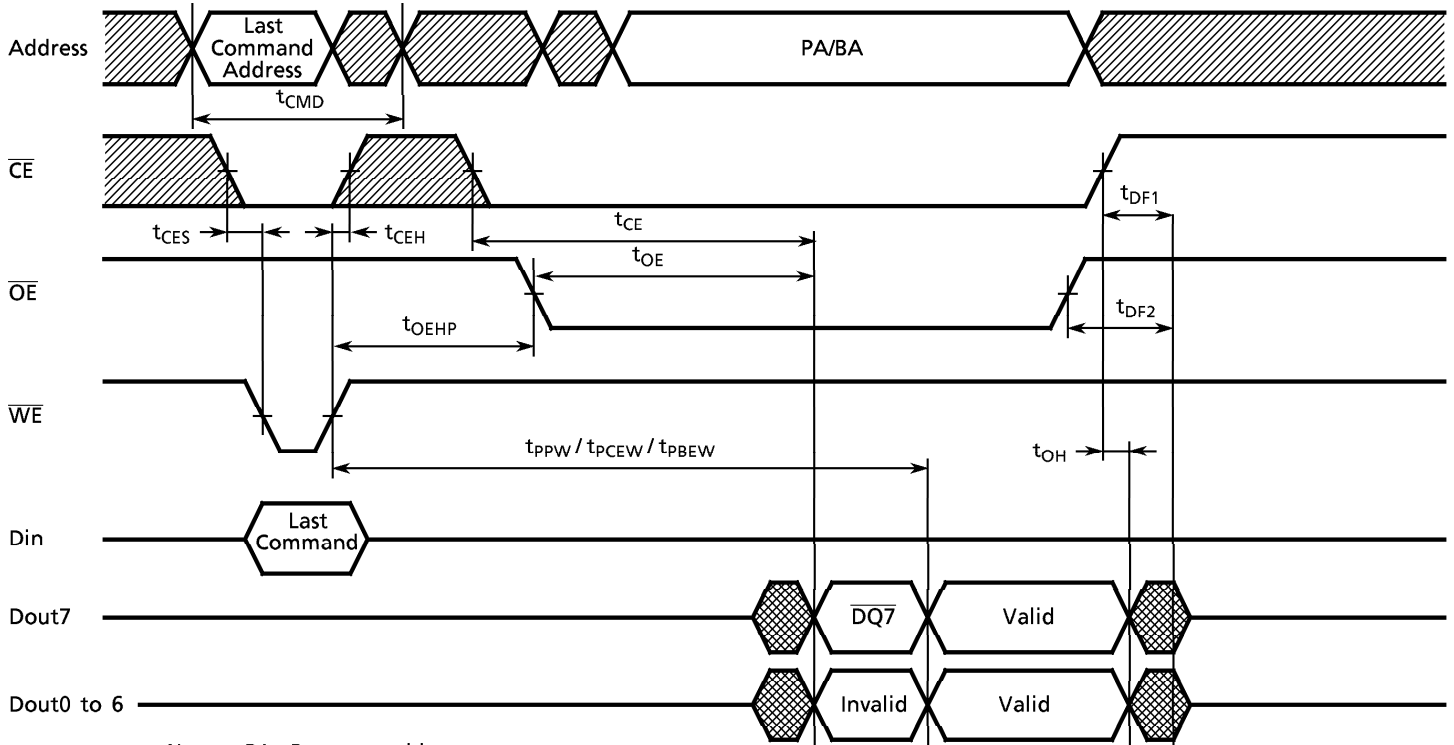 Address
Last
Command
Address
PA/BA
tCMD
CE
tDF1
tCES
tCEH
tCE
tOE
OE
tDF2
tOEHP
WE
tPPW / tPCEW / tPBEW
tOH
Din
Last
Command
Dout7
DQ7
Valid
Dout0 to 6
Invalid
Valid